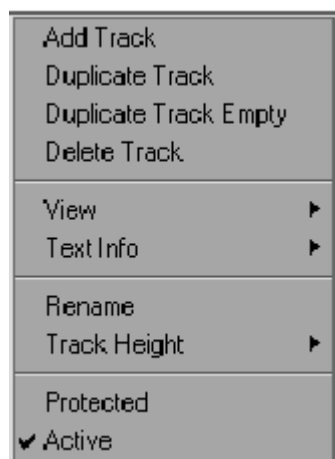 Add Track
Duplicate Track
Duplicate Track Empty
Delete Track
View
Text Info
Rename
Track Height
Protected
Active